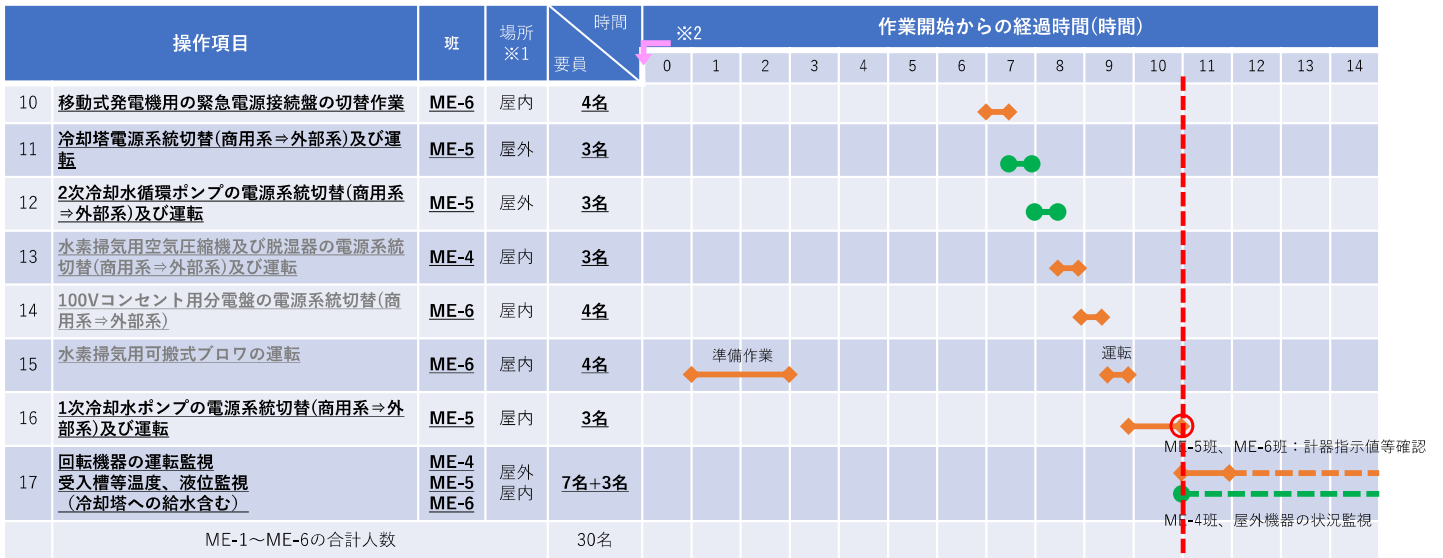 操作項目
班
場所
※1
時間
要員
※2
作業開始からの経過時間(時間)
0 1 2 3 4 5 6 7 8 9 10 11 12 13 14
10 移動式発電機用の緊急電源接続盤の切替作業 ME-6 屋内 4名
11 冷却塔電源系統切替(商用系⇒外部系)及び運
転 ME-5 屋外 3名
12 2次冷却水循環ポンプの電源系統切替(商用系
⇒外部系)及び運転 ME-5 屋外 3名
13 水素掃気用空気圧縮機及び脱湿器の電源系統
切替(商用系⇒外部系)及び運転 ME-4 屋内 3名
14 100Vコンセント用分電盤の電源系統切替(商
用系⇒外部系) ME-6 屋内 4名
15 水素掃気用可搬式ブロワの運転 ME-6 屋内 4名 準備作業 運転
16 1次冷却水ポンプの電源系統切替(商用系⇒外
部系)及び運転 ME-5 屋内 3名
ME-5班、ME-6班：計器指示値等確認
17 回転機器の運転監視 ME-4
受入槽等温度、液位監視 ME-5 屋外 7名+3名
（冷却塔への給水含む） ME-6 屋内
ME-4班、屋外機器の状況監視
ME-1～ME-6の合計人数 30名